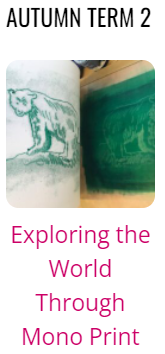 AUTUMN TERM 2
Exploring the
World
Through
Mono Print